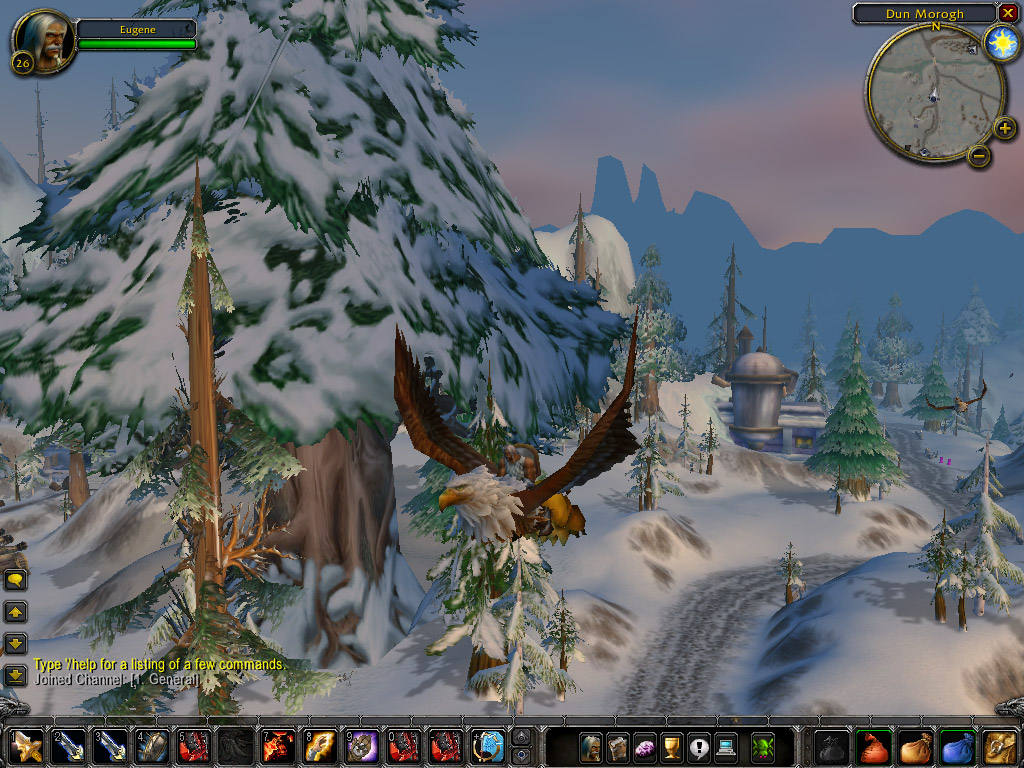 Eugene
26
Dun Morogh
N
Type '/help' for a listing of a few commands.
Joined Channel: [1. General]